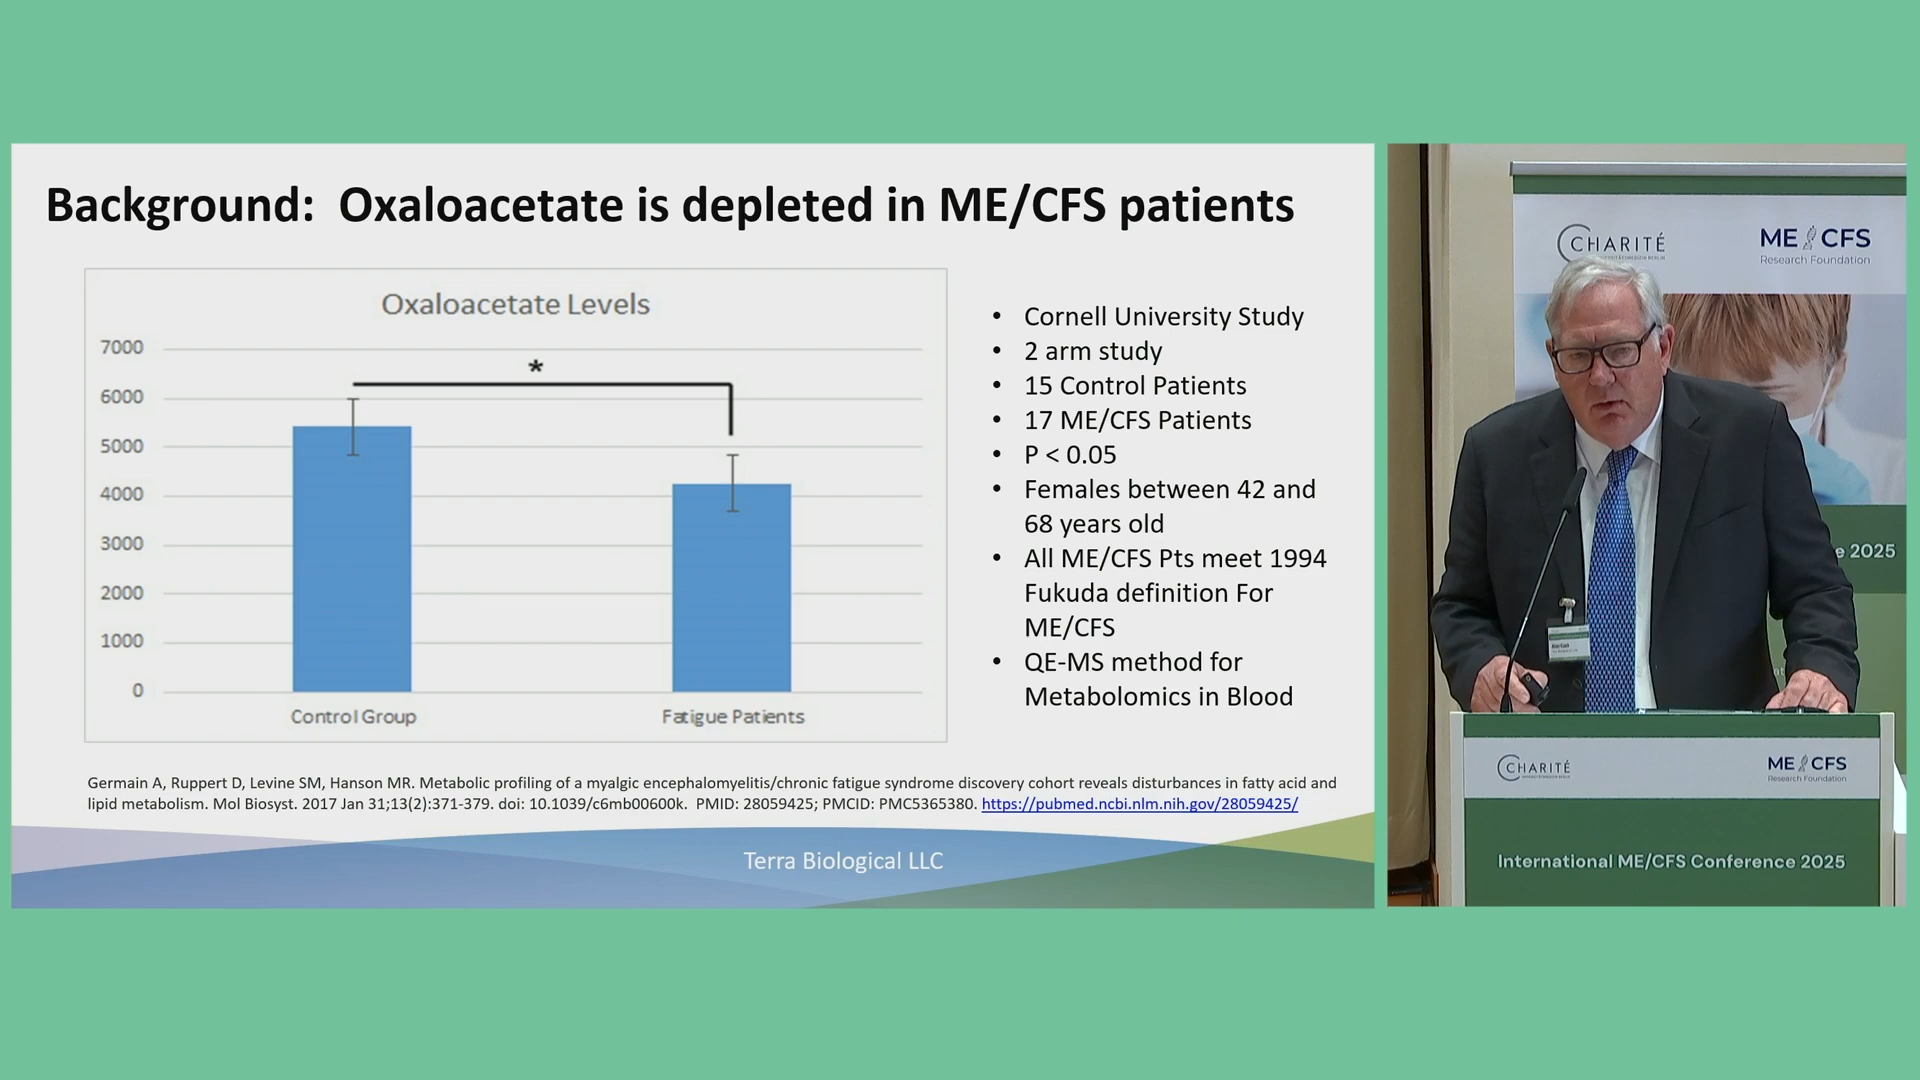 Background: Oxaloacetate is depleted in ME/CFS patients
Oxaloacetate Levels
7000
6000
5000
4000
3000
2000
1000
0
*
Control Group
Fatigue Patients
• Cornell University Study
• 2 arm study
• 15 Control Patients
• 17 ME/CFS Patients
• P < 0.05
• Females between 42 and
68 years old
• All ME/CFS Pts meet 1994
Fukuda definition For
ME/CFS
• QE-MS method for
Metabolomics in Blood
Germain A, Ruppert D, Levine SM, Hanson MR. Metabolic profiling of a myalgic encephalomyelitis/chronic fatigue syndrome discovery cohort reveals disturbances in fatty acid and
lipid metabolism. Mol Biosyst. 2017 Jan 31;13(2):371-379. doi: 10.1039/c6mb00600k. PMID: 28059425; PMCID: PMC5365380. https://pubmed.ncbi.nlm.nih.gov/28059425/
Terra Biological LLC
CHARITÉ
ME CFS
Research Foundation
e 2025
CHARITÉ
ME CFS
Research Foundation
International ME/CFS Conference 2025